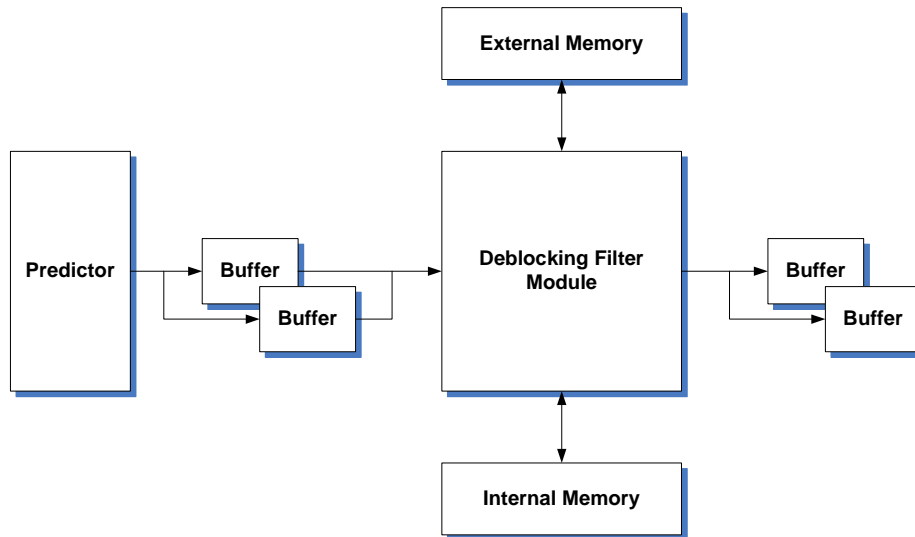 External Memory
Predictor
Buffer
Buffer
Deblocking Filter
Module
Buffer
Buffer
Internal Memory